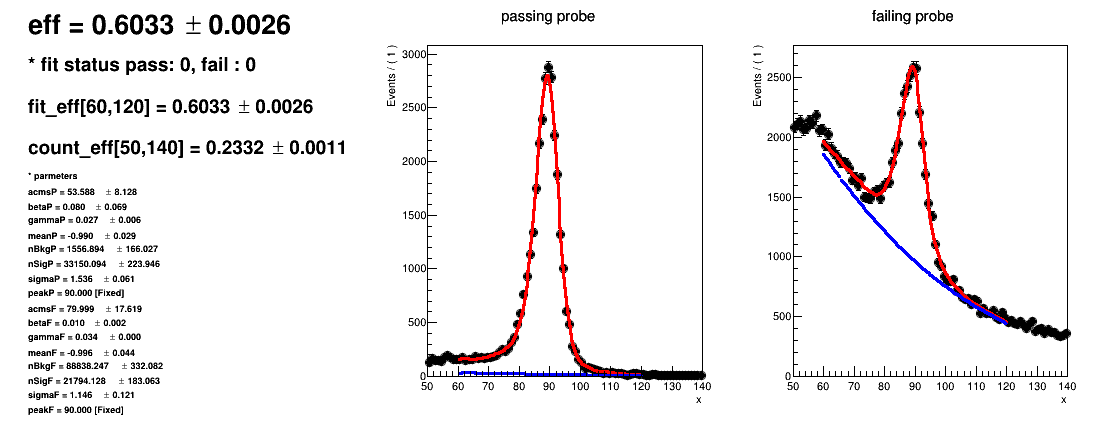 eff = 0.6033 ± 0.0026
* fit status pass: 0, fail : 0
fit_eff[60,120] = 0.6033 ± 0.0026
count_eff[50,140] = 0.2332 ± 0.0011
* parmeters
acmsP = 53.588 ± 8.128
betaP = 0.080 ± 0.069
gammaP = 0.027 ± 0.006
meanP = -0.990 ± 0.029
nBkgP = 1556.894 ± 166.027
nSigP = 33150.094 ± 223.946
sigmaP = 1.536 ± 0.061
peakP = 90.000 [Fixed]
acmsF = 79.999 ± 17.619
betaF = 0.010 ± 0.002
gammaF = 0.034 ± 0.000
meanF = -0.996 ± 0.044
nBkgF = 88838.247 ± 332.082
nSigF = 21794.128 ± 183.063
sigmaF = 1.146 ± 0.121
peakF = 90.000 [Fixed]
passing probe
Events / ( 1 )
3000
2500
2000
1500
1000
500
0
50 60 70 80 90 100 110 120 130 140
x
failing probe
Events / ( 1 )
2500
2000
1500
1000
500
0
50 60 70 80 90 100 110 120 130 140
x